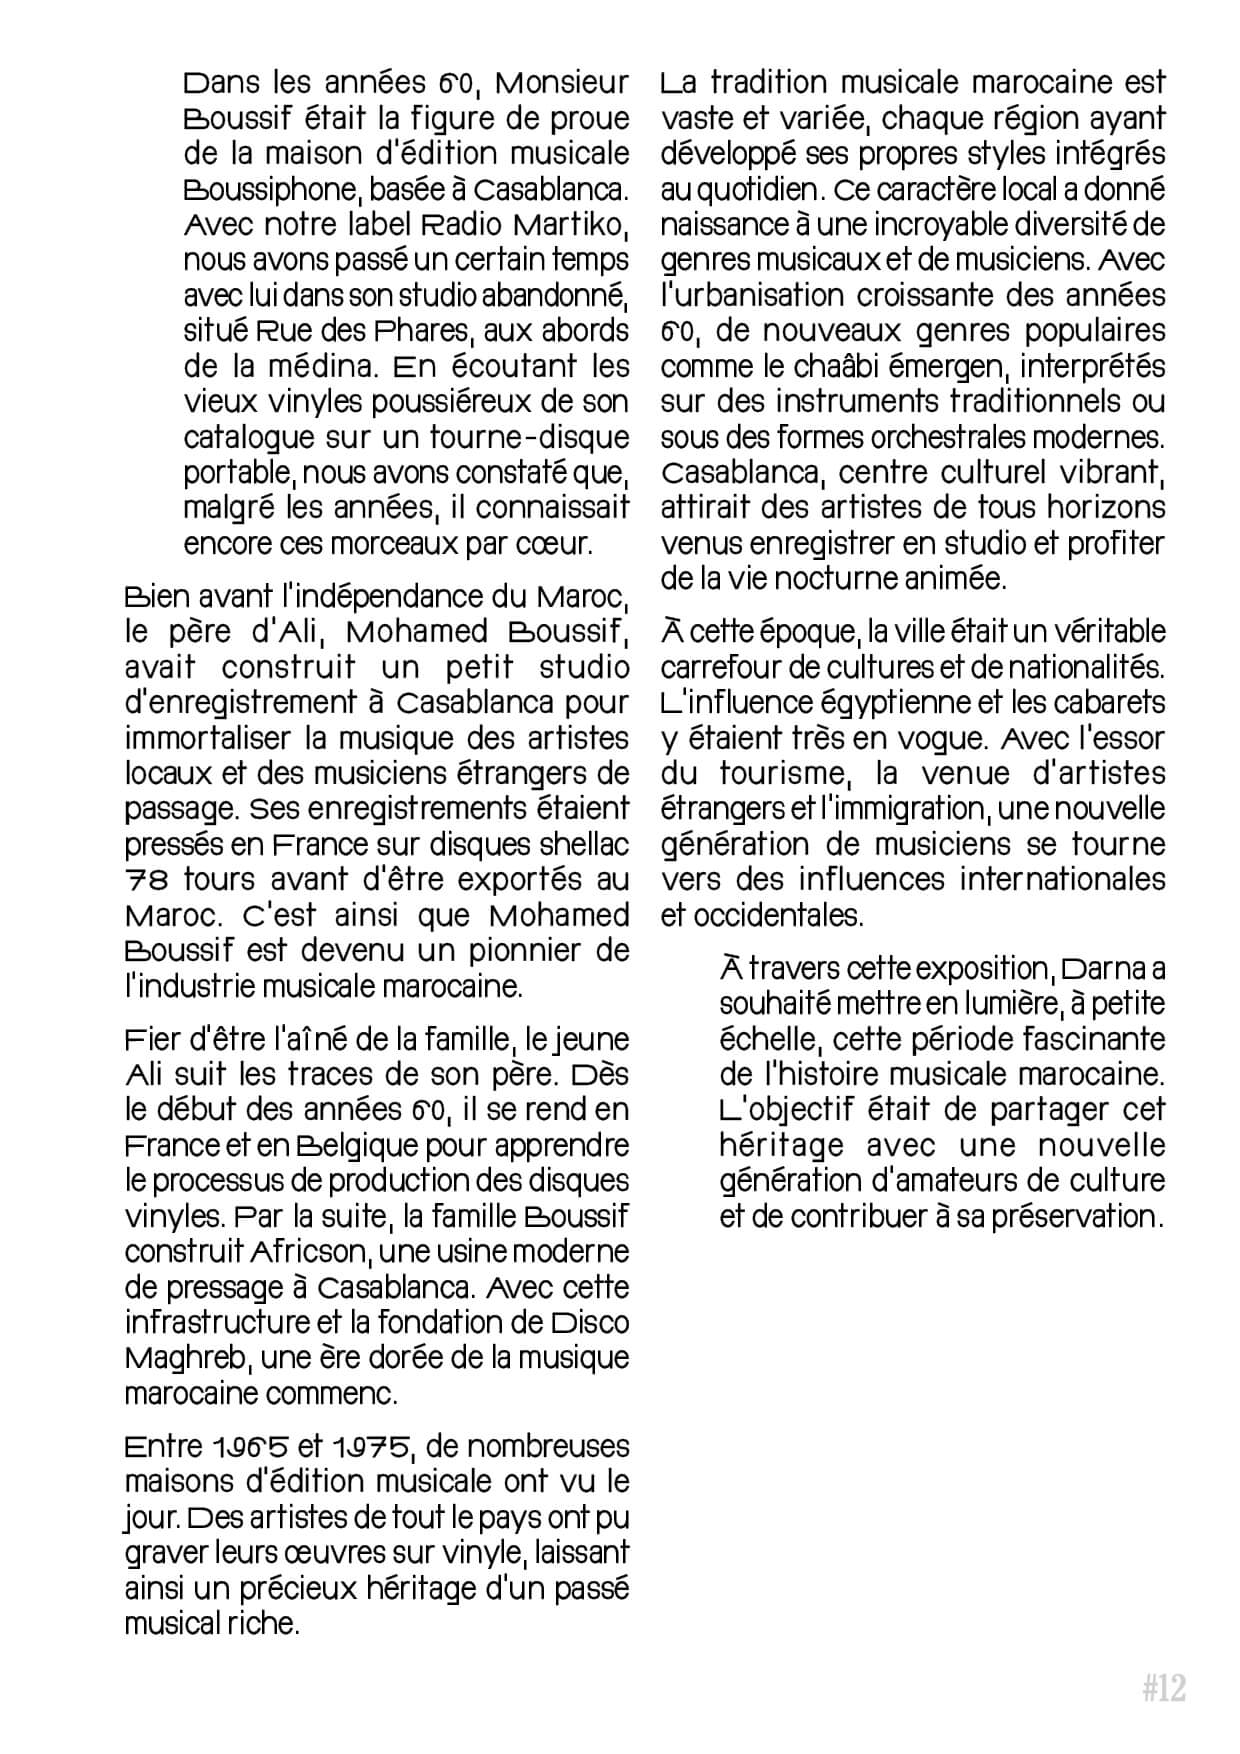 Dans les années 60, Monsieur
Boussif était la figure de proue
de la maison d'édition musicale
Boussiphone, basée à Casablanca.
Avec notre label Radio Martiko,
nous avons passé un certain temps
avec lui dans son studio abandonné,
situé Rue des Phares, aux abords
de la médina. En écoutant les
vieux vinyles poussiéreux de son
catalogue sur un tourne-disque
portable, nous avons constaté que,
malgré les années, il connaissait
encore ces morceaux par cœur.
Bien avant l'indépendance du Maroc,
le père d'Ali, Mohamed Boussif,
avait construit un petit studio
d'enregistrement à Casablanca pour
immortaliser la musique des artistes
locaux et des musiciens étrangers de
passage. Ses enregistrements étaient
pressés en France sur disques shellac
78 tours avant d'être exportés au
Maroc. C'est ainsi que Mohamed
Boussif est devenu un pionnier de
l'industrie musicale marocaine.
Fier d'être l'aîné de la famille, le jeune
Ali suit les traces de son père. Dès
le début des années 60, il se rend en
France et en Belgique pour apprendre
le processus de production des disques
vinyles. Par la suite, la famille Boussif
construit Africson, une usine moderne
de pressage à Casablanca. Avec cette
infrastructure et la fondation de Disco
Maghreb, une ère dorée de la musique
marocaine commenc.
Entre 1965 et 1975, de nombreuses
maisons d'édition musicale ont vu le
jour. Des artistes de tout le pays ont pu
graver leurs œuvres sur vinyle, laissant
ainsi un précieux héritage d'un passé
musical riche.
La tradition musicale marocaine est
vaste et variée, chaque région ayant
développé ses propres styles intégrés
au quotidien. Ce caractère local a donné
naissance à une incroyable diversité de
genres musicaux et de musiciens. Avec
l'urbanisation croissante des années
60, de nouveaux genres populaires
comme le chaâbi émergen, interprétés
sur des instruments traditionnels ou
sous des formes orchestrales modernes.
Casablanca, centre culturel vibrant,
attirait des artistes de tous horizons
venus enregistrer en studio et profiter
de la vie nocturne animée.
À cette époque, la ville était un véritable
carrefour de cultures et de nationalités.
L'influence égyptienne et les cabarets
y étaient très en vogue. Avec l'essor
du tourisme, la venue d'artistes
étrangers et l'immigration, une nouvelle
génération de musiciens se tourne
vers des influences internationales
et occidentales.
À travers cette exposition, Darna a
souhaité mettre en lumière, à petite
échelle, cette période fascinante
de l'histoire musicale marocaine.
L'objectif était de partager cet
héritage avec une nouvelle
génération d'amateurs de culture
et de contribuer à sa préservation.
#12